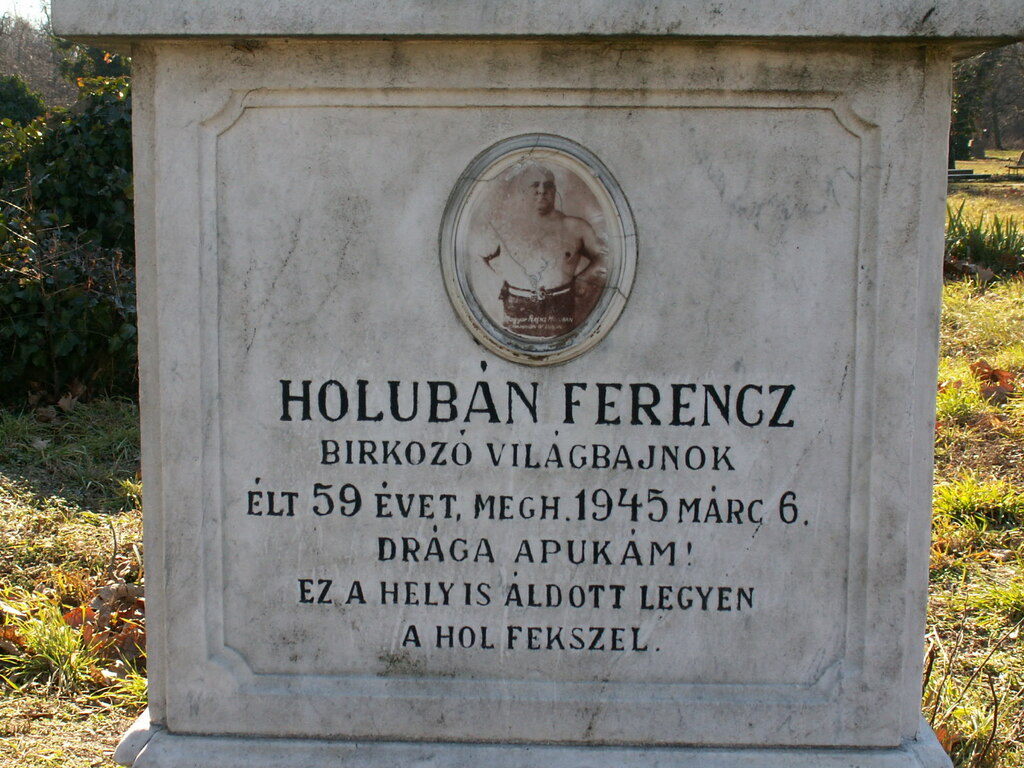 HOLUBÁN FERENCZ
BIRKOZÓ VILÁGBAJNOK
ÉLT 59 ÉVET, MEGH. 1945 MÁRC 6.
DRÁGA APUKÁM!
EZ A HELY IS ÁLDOTT LEGYEN
A HOL FEKSZEL.